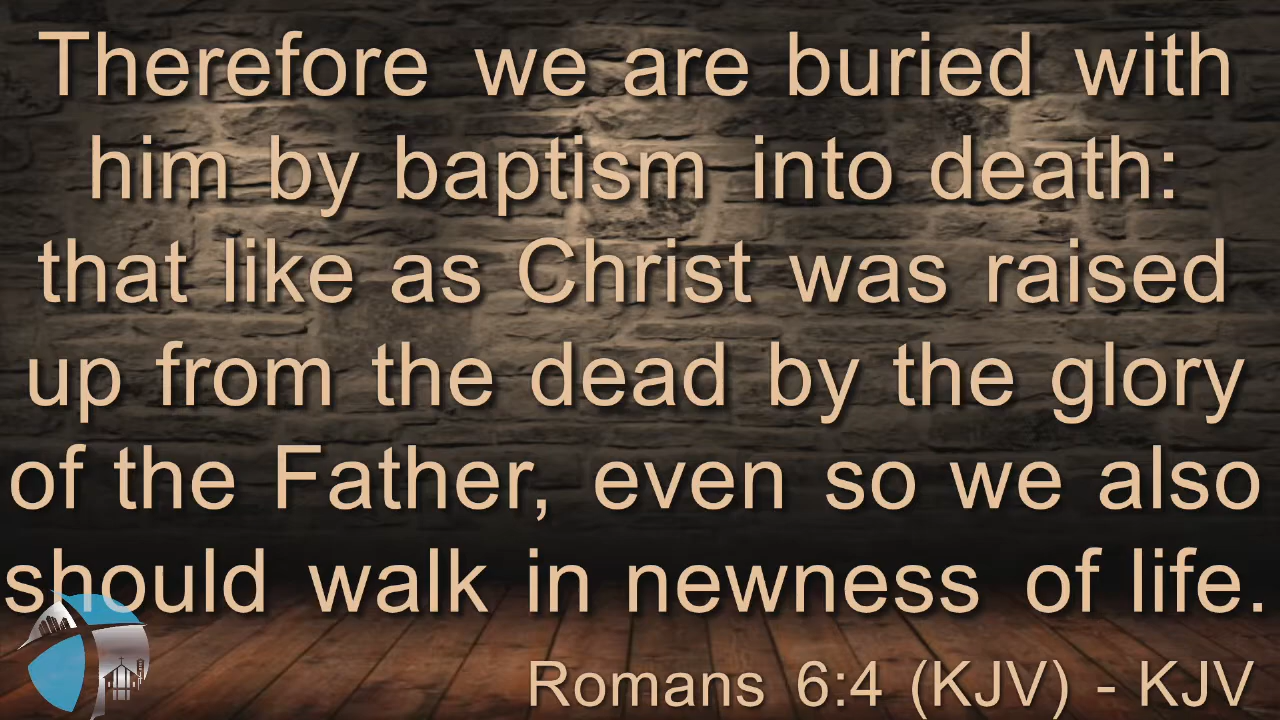 Therefore we are buried with
him by baptism into death:
that like as Christ was raised
up from the dead by the glory
of the Father, even so we also
should walk in newness of life.
Romans 6:4 (KJV) - KJV